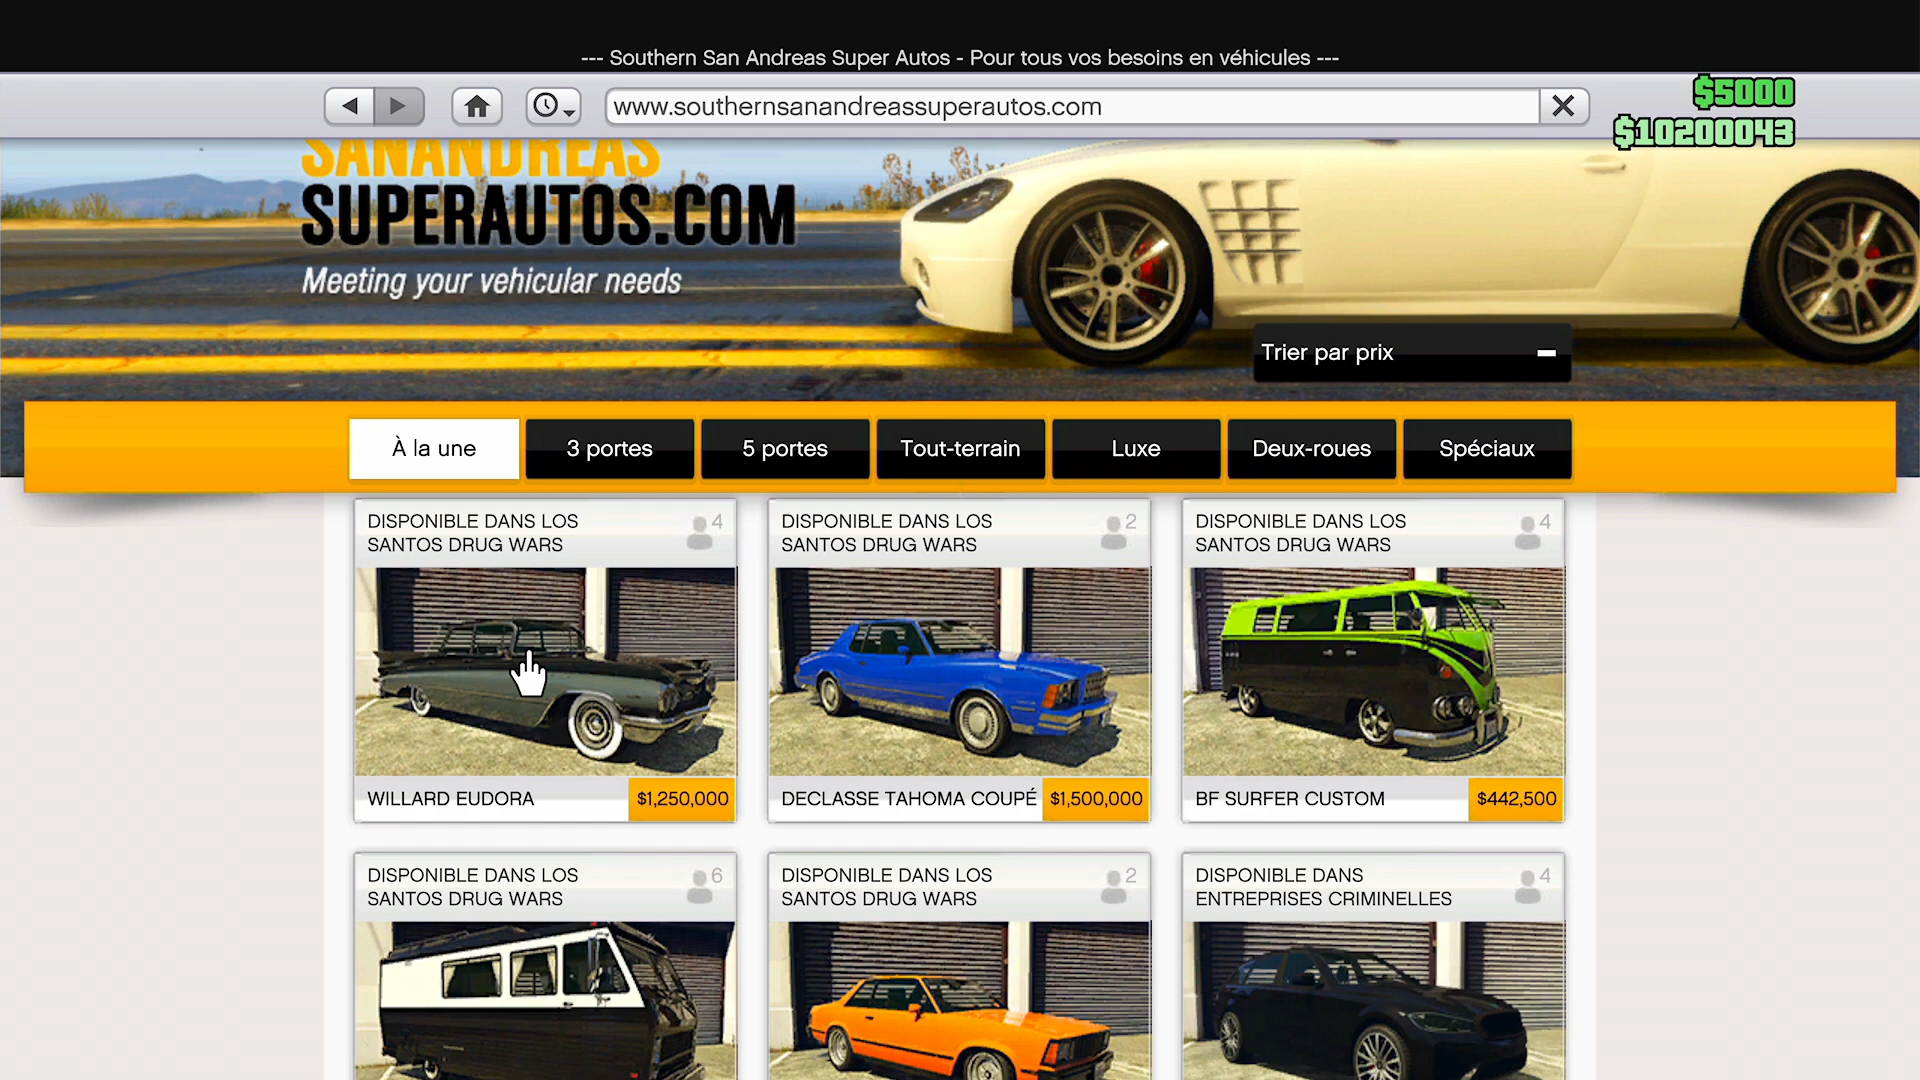 --- Southern San Andreas Super Autos - Pour tous vos besoins en véhicules ---
www.southernsanandreassuperautos.com
$5000
$10200043
SANANDREAS
SUPERAUTOS.COM
Meeting your vehicular needs
Trier par prix
À la une
3 portes
5 portes
Tout-terrain
Luxe
Deux-roues
Spéciaux
DISPONIBLE DANS LOS
SANTOS DRUG WARS
4
WILLARD EUDORA
$1,250,000
DISPONIBLE DANS LOS
SANTOS DRUG WARS
2
DECLASSE TAHOMA COUPÉ
$1,500,000
DISPONIBLE DANS LOS
SANTOS DRUG WARS
4
BF SURFER CUSTOM
$442,500
DISPONIBLE DANS LOS
SANTOS DRUG WARS
6
DISPONIBLE DANS LOS
SANTOS DRUG WARS
2
DISPONIBLE DANS
ENTREPRISES CRIMINELLES
4